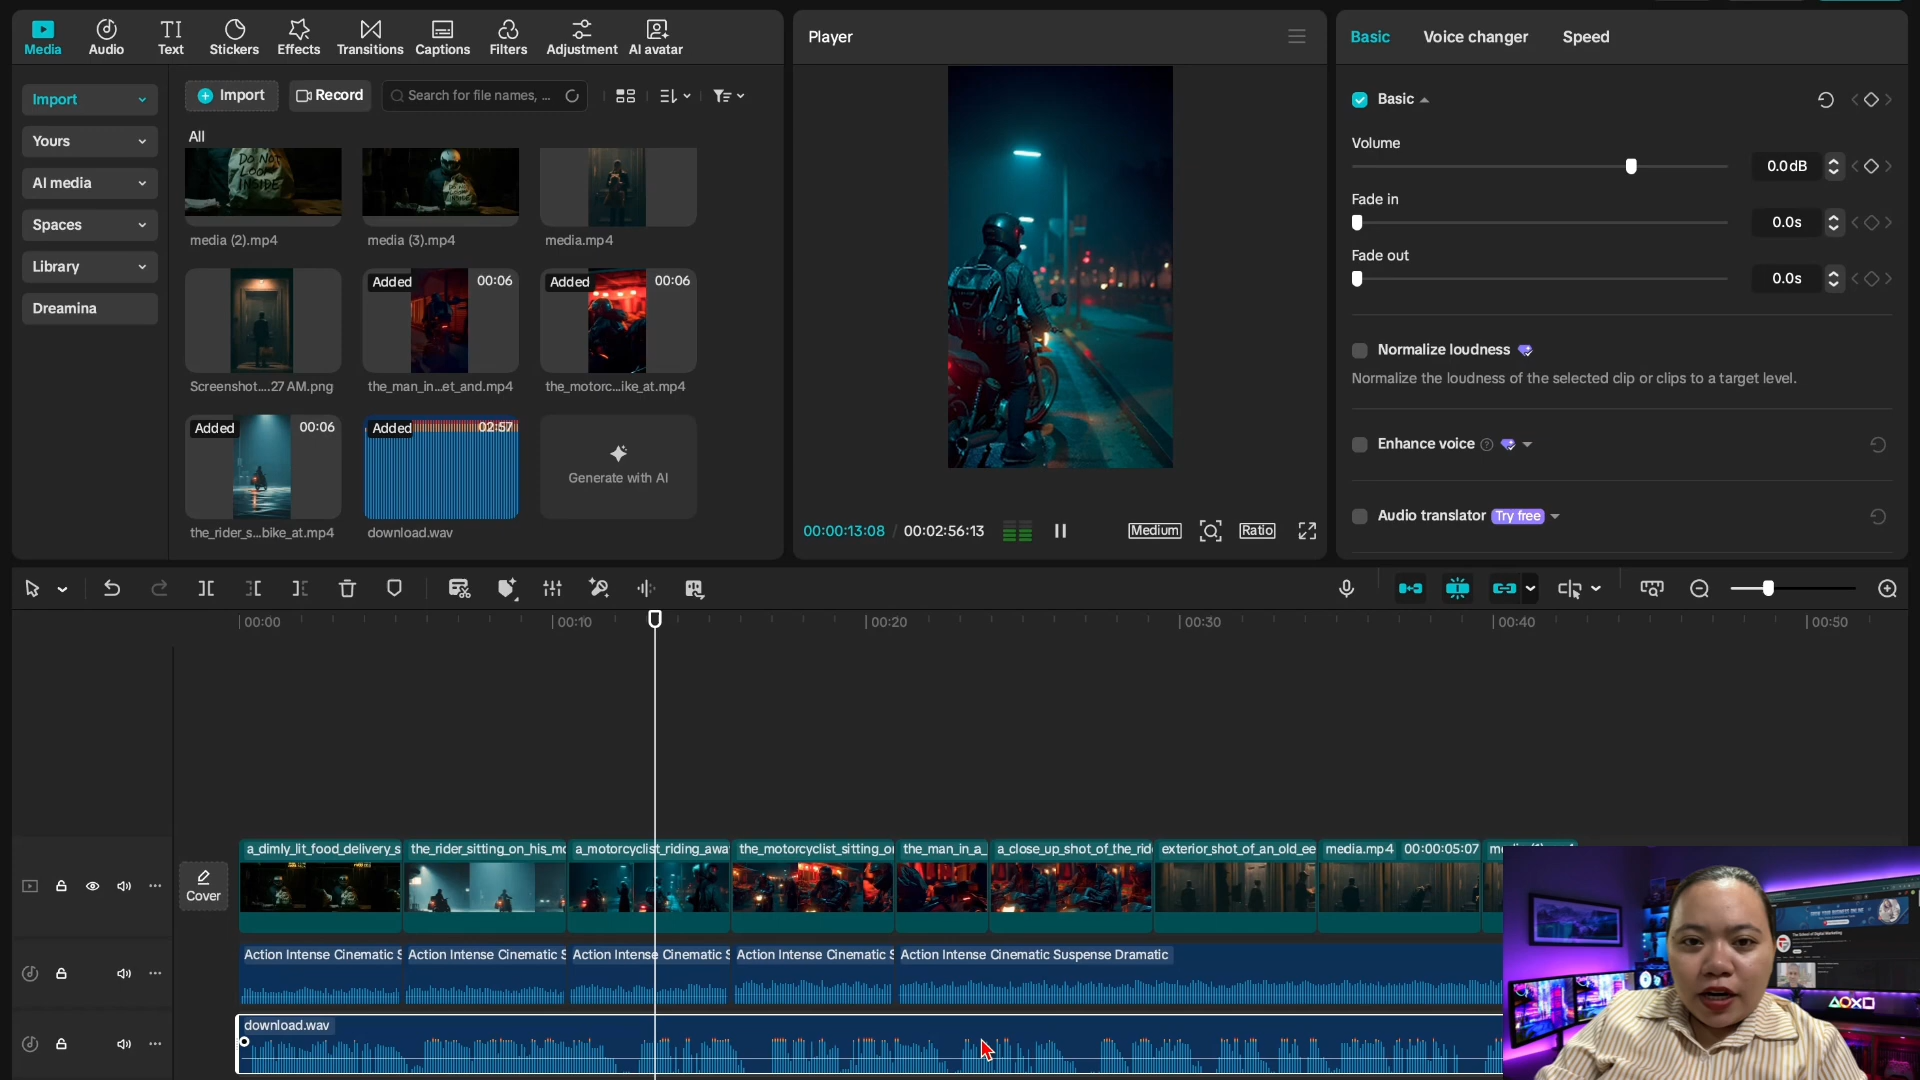 Media
Audio
Text
Stickers
Effects
Transitions
Captions
Filters
Adjustment
AI avatar
Import
Yours
AI media
Spaces
Library
Dreamina
Import
Record
Search for file names, ...
All
DO NOT
LOOK
INSIDE
media (2).mp4
media (3).mp4
media.mp4
Added
00:06
Added
00:06
Screenshot....27 AM.png
the_man_in...et_and.mp4
the_motorc...ike_at.mp4
Added
00:06
Added
02:57
Generate with AI
the_rider_s...bike_at.mp4
download.wav
Player
00:00:13:08 / 00:02:56:13
Medium
Ratio
Basic
Voice changer
Speed
Basic
Volume
0.0dB
Fade in
0.0s
Fade out
0.0s
Normalize loudness
Normalize the loudness of the selected clip or clips to a target level.
Enhance voice
Audio translator
Try free
00:00
00:10
00:20
00:30
00:40
00:50
Cover
a_dimly_lit_food_delivery_s
the_rider_sitting_on_his_mo
a_motorcyclist_riding_away
the_motorcyclist_sitting_o
the_man_in_a_
a_close_up_shot_of_the_rid
exterior_shot_of_an_old_ee
media.mp4 00:00:05:07
Action Intense Cinematic S
Action Intense Cinematic S
Action Intense Cinematic S
Action Intense Cinematic S
Action Intense Cinematic Suspense Dramatic
download.wav